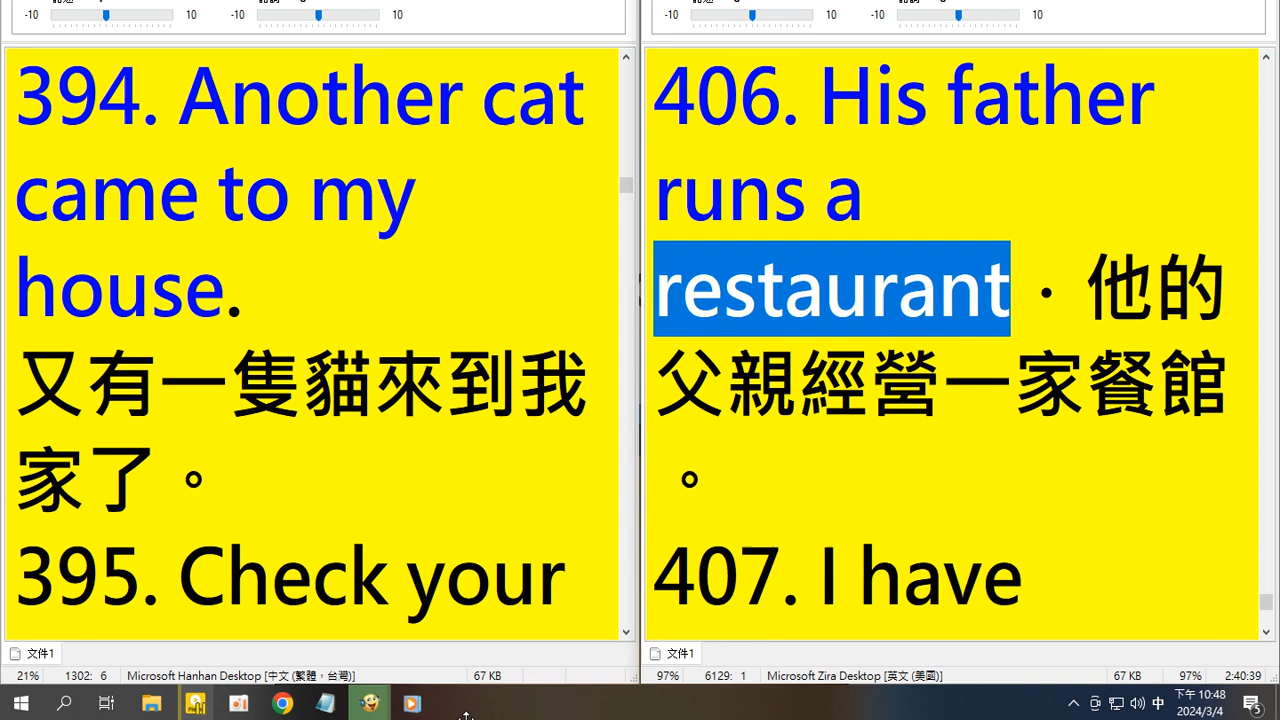 -10
10
-10
10
-10
10
-10
10
394. Another cat
came to my
house.
又有一隻貓來到我
家了。
395. Check your
406. His father
runs a
restaurant．他的
父親經營一家餐館
。
407. I have
文件1
文件1
21%
1302: 6
Microsoft Hanhan Desktop [中文 (繁體，台灣)]
67 KB
97%
6129: 1
Microsoft Zira Desktop [英文 (美國)]
67 KB
97%
2:40:39
中
下午 10:48
2024/3/4
5